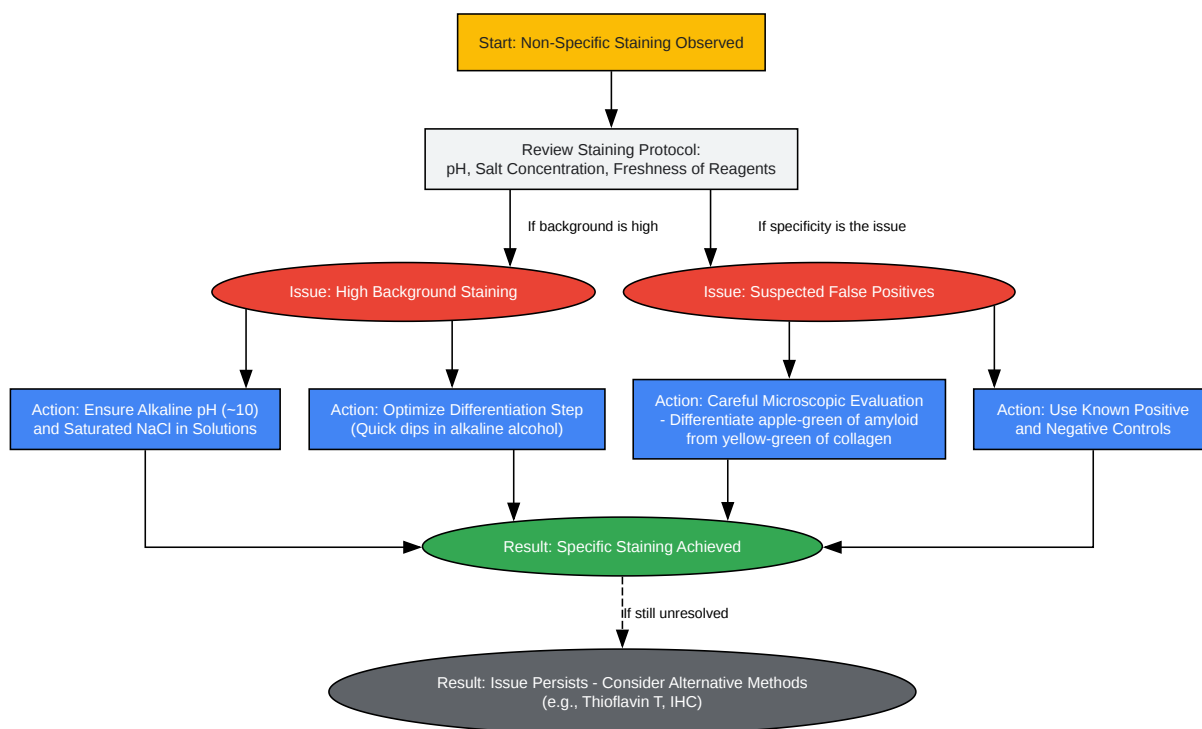 Start: Non-Specific Staining Observed
Review Staining Protocol:
pH, Salt Concentration, Freshness of Reagents
If background is high
If specificity is the issue
Issue: High Background Staining
Issue: Suspected False Positives
Action: Ensure Alkaline pH (~10)
and Saturated NaCl in Solutions
Action: Optimize Differentiation Step
(Quick dips in alkaline alcohol)
Action: Careful Microscopic Evaluation
- Differentiate apple-green of amyloid
from yellow-green of collagen
Action: Use Known Positive
and Negative Controls
Result: Specific Staining Achieved
If still unresolved
Result: Issue Persists - Consider Alternative Methods
(e.g., Thioflavin T, IHC)